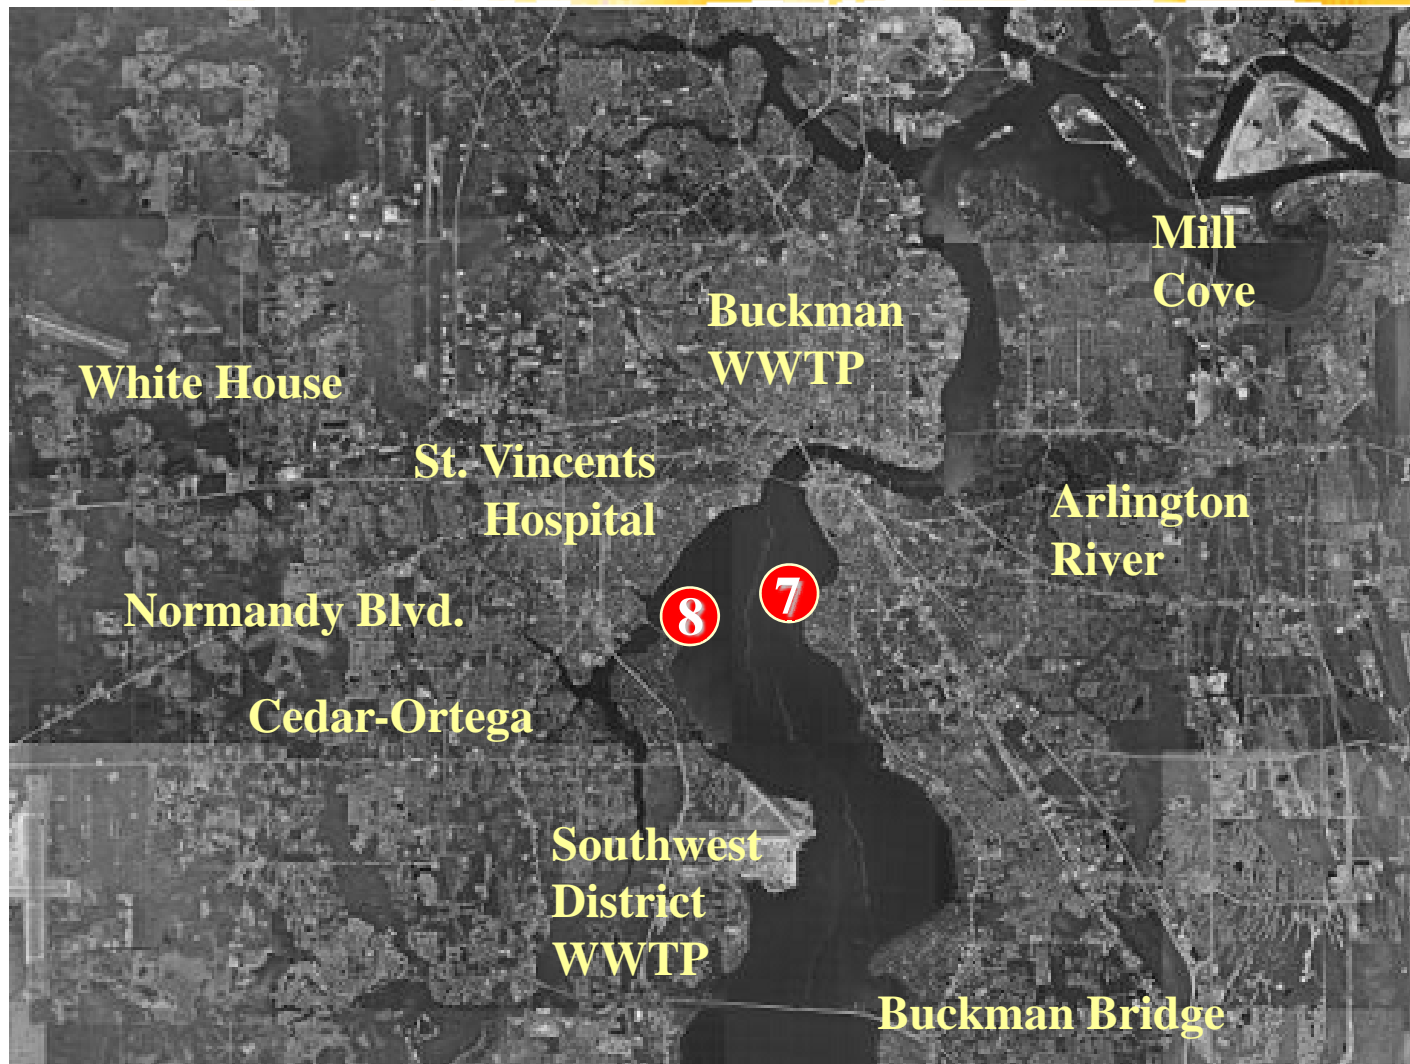 Mill
Cove
Buckman
WWTP
White House
St. Vincents
Hospital
Arlington
River
8
7
Normandy Blvd.
Cedar-Ortega
Southwest
District
WWTP
Buckman Bridge